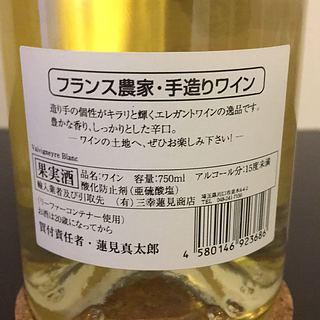 フランス農家・手造りワイン
造り手の個性がキラリと輝くエレガントワインの逸品です。
豊かな香り、しっかりとした辛口。
―ワインの土地へ、ぜひお楽しみ下さい!―
Valvigneyre Blanc
果実酒
品名:ワイン 容量:750ml アルコール分:15度未満
酸化防止剤(亜硫酸塩)
輸入業者及び引取先 (有)三幸蓮見商店
埼玉県川口市
(リーファーコンテナー使用)
お酒は20歳になってから
買付責任者・蓮見真太郎
4 580146 923686